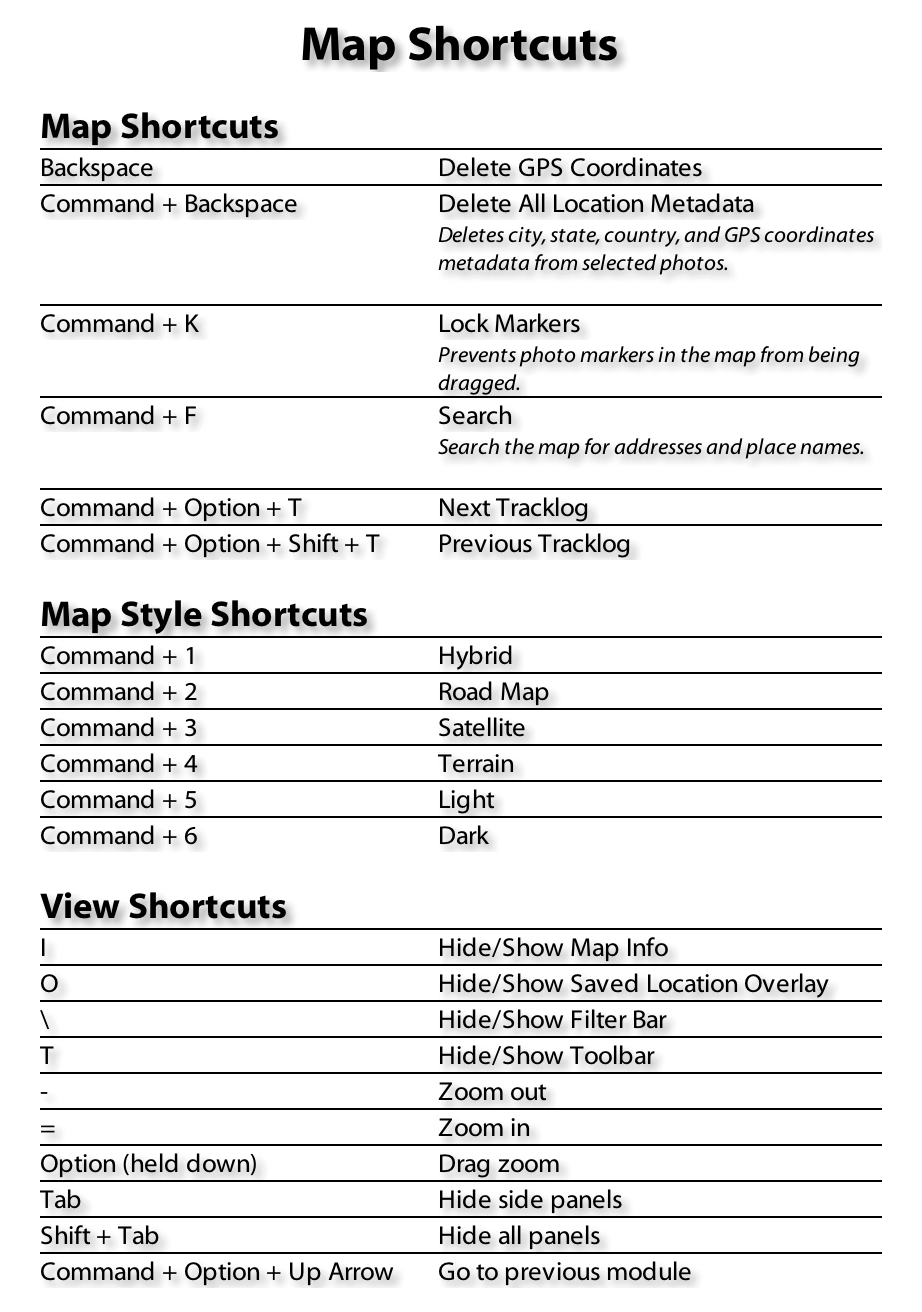 Map Shortcuts
Map Shortcuts
Backspace Delete GPS Coordinates
Command + Backspace Delete All Location Metadata
Deletes city, state, country, and GPS coordinates
metadata from selected photos.
Command + K Lock Markers
Prevents photo markers in the map from being
dragged.
Command + F Search
Search the map for addresses and place names.
Command + Option + T Next Tracklog
Command + Option + Shift + T Previous Tracklog
Map Style Shortcuts
Command + 1 Hybrid
Command + 2 Road Map
Command + 3 Satellite
Command + 4 Terrain
Command + 5 Light
Command + 6 Dark
View Shortcuts
I Hide/Show Map Info
O Hide/Show Saved Location Overlay
\ Hide/Show Filter Bar
T Hide/Show Toolbar
- Zoom out
= Zoom in
Option (held down) Drag zoom
Tab Hide side panels
Shift + Tab Hide all panels
Command + Option + Up Arrow Go to previous module